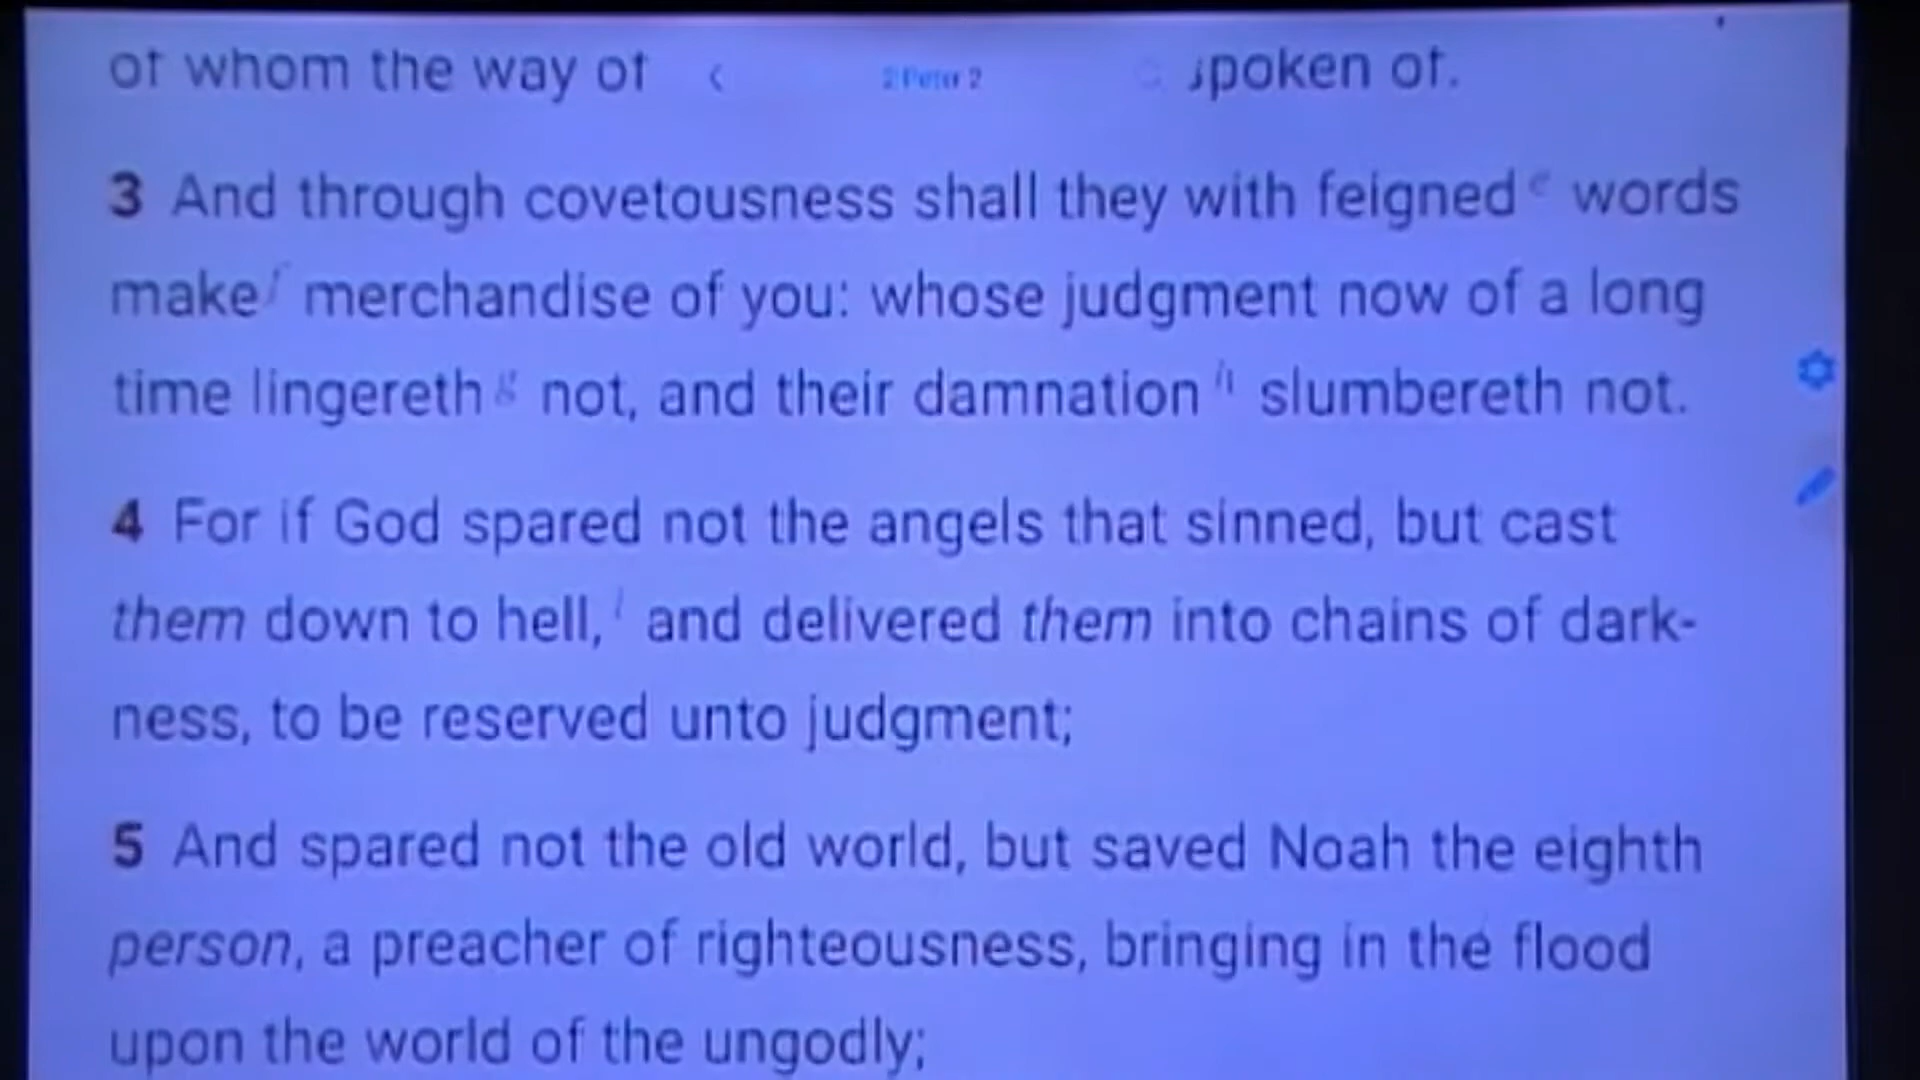 of whom the way of < 2 Peter 2 spoken of.
3 And through covetousness shall they with feigned e words
make f merchandise of you: whose judgment now of a long
time lingereth g not, and their damnation h slumbereth not.
4 For if God spared not the angels that sinned, but cast
them down to hell, i and delivered them into chains of dark-
ness, to be reserved unto judgment;
5 And spared not the old world, but saved Noah the eighth
person, a preacher of righteousness, bringing in the flood
upon the world of the ungodly;